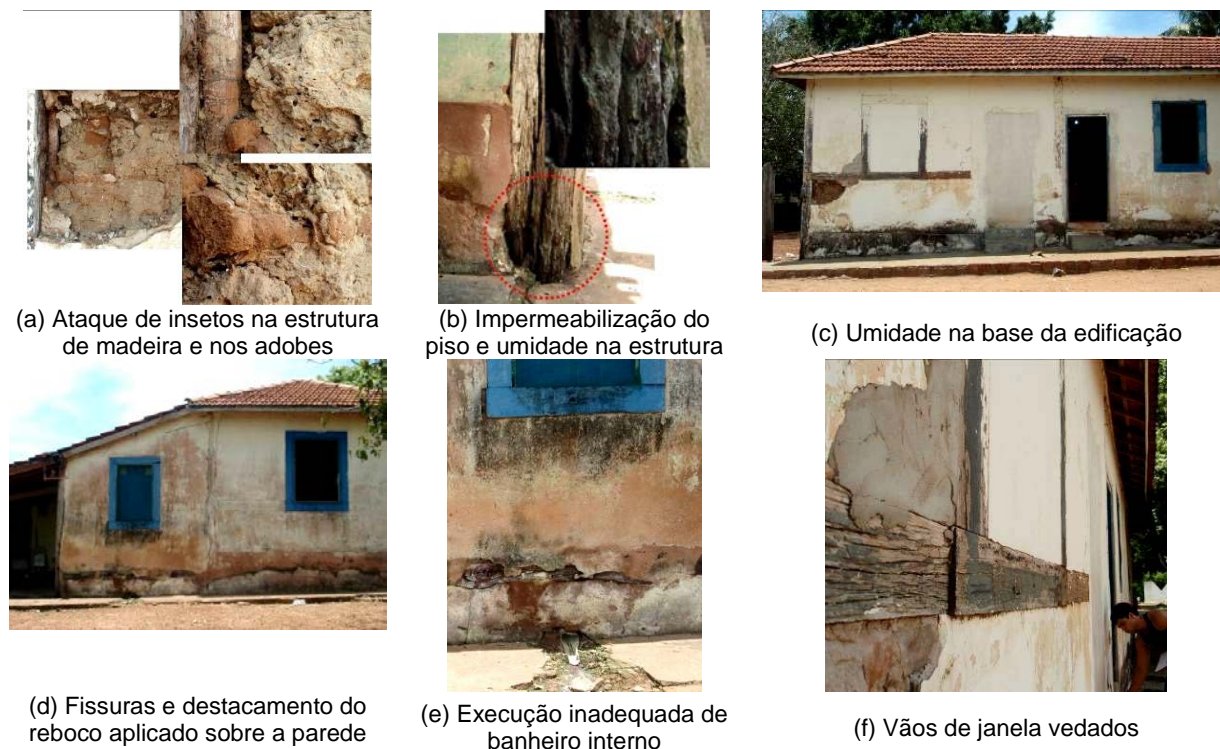 (a) Ataque de insetos na estrutura
de madeira e nos adobes
(b) Impermeabilização do
piso e umidade na estrutura
(c) Umidade na base da edificação
(d) Fissuras e destacamento do
reboco aplicado sobre a parede
(e) Execução inadequada de
banheiro interno
(f) Vãos de janela vedados